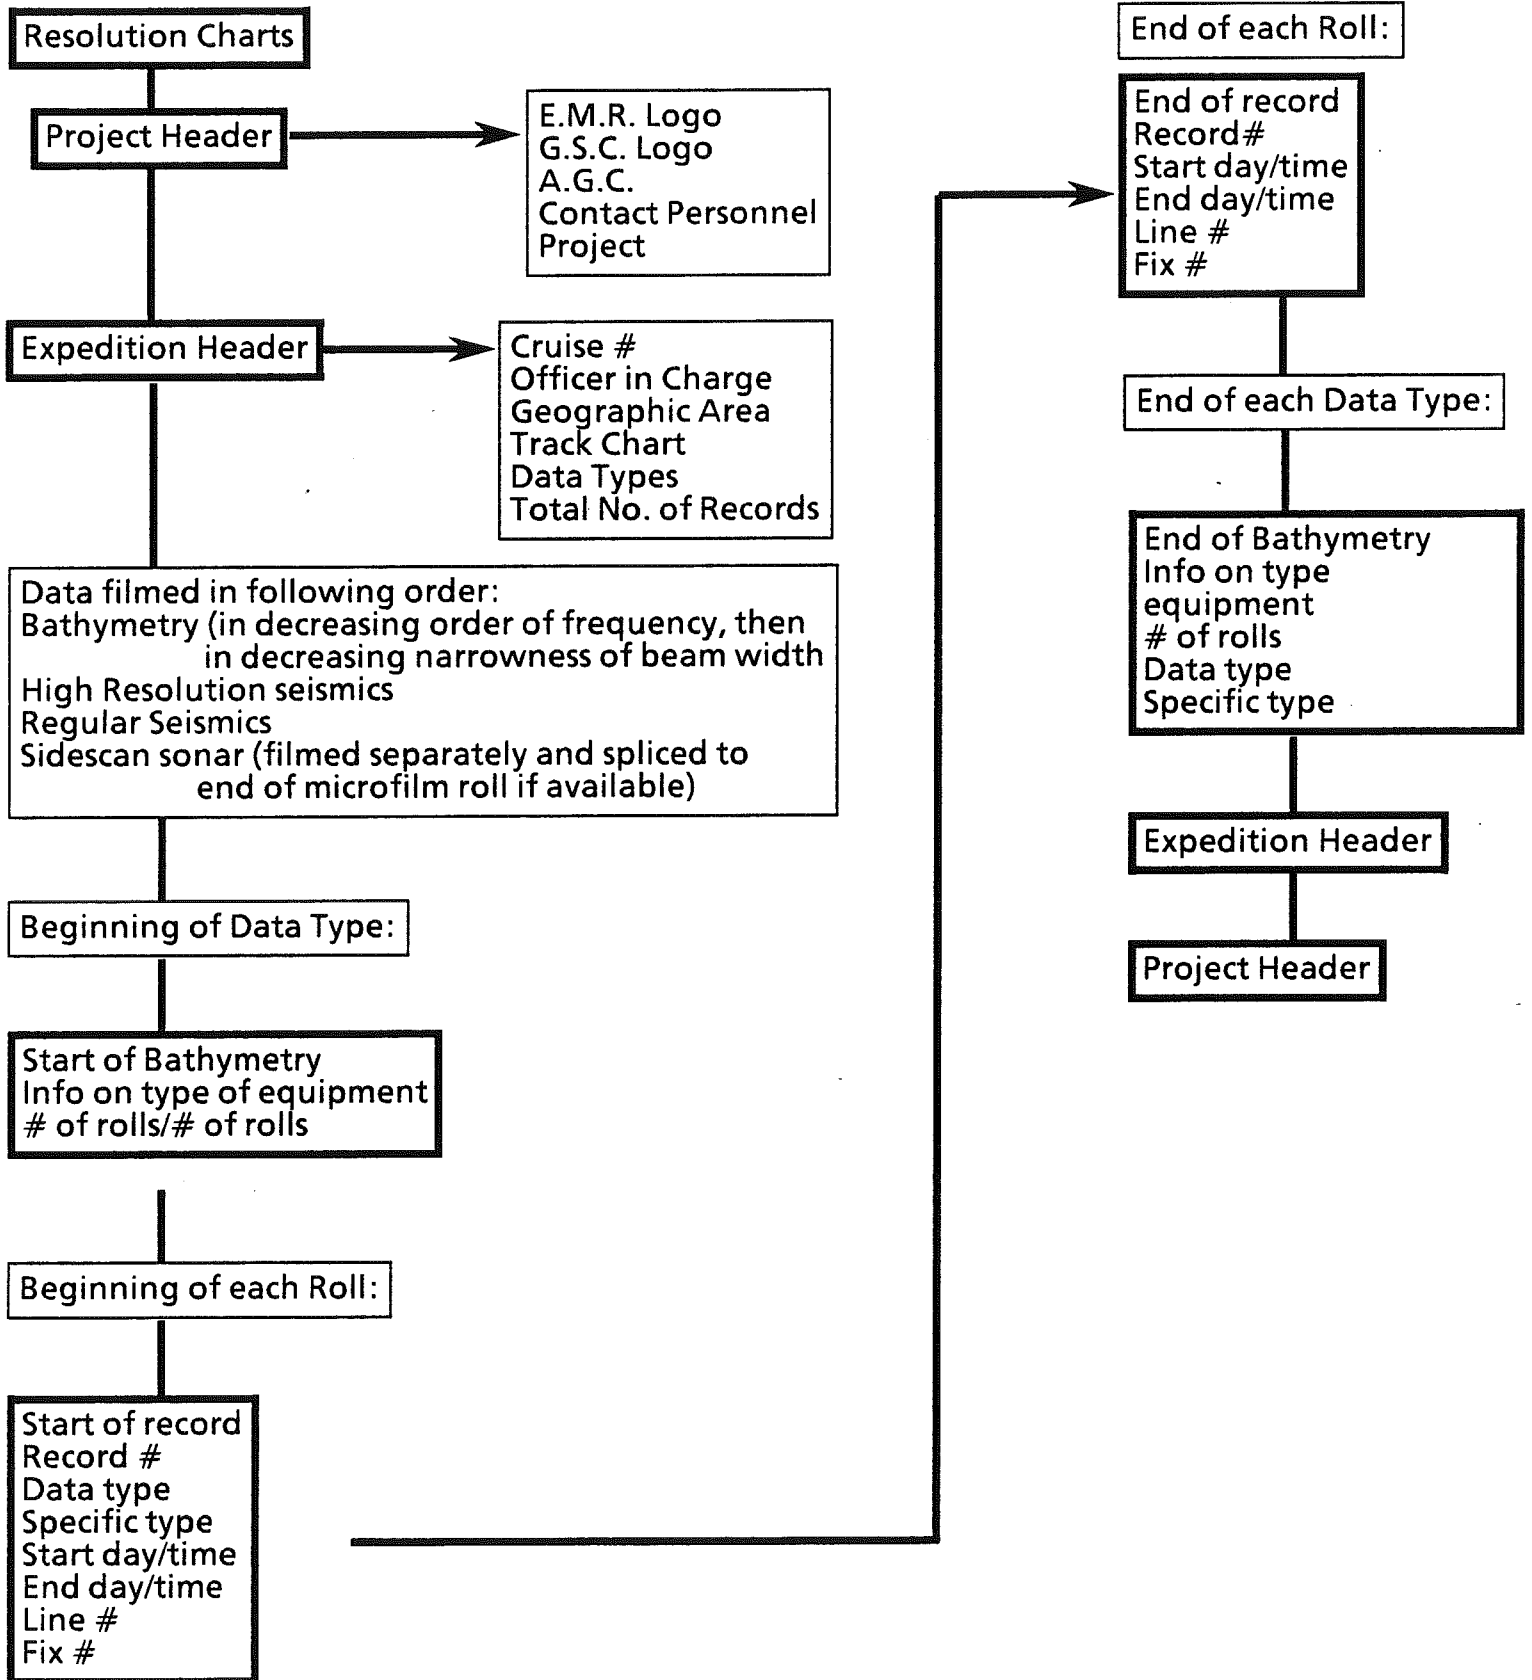 Resolution Charts
Project Header
E.M.R. Logo
G.S.C. Logo
A.G.C.
Contact Personnel
Project
Expedition Header
Cruise #
Officer in Charge
Geographic Area
Track Chart
Data Types
Total No. of Records
Data filmed in following order:
Bathymetry (in decreasing order of frequency, then
in decreasing narrowness of beam width
High Resolution seismics
Regular Seismics
Sidescan sonar (filmed separately and spliced to
end of microfilm roll if available)
Beginning of Data Type:
Start of Bathymetry
Info on type of equipment
# of rolls/# of rolls
Beginning of each Roll:
Start of record
Record #
Data type
Specific type
Start day/time
End day/time
Line #
Fix #
End of each Roll:
End of record
Record#
Start day/time
End day/time
Line #
Fix #
End of each Data Type:
End of Bathymetry
Info on type
equipment
# of rolls
Data type
Specific type
Expedition Header
Project Header